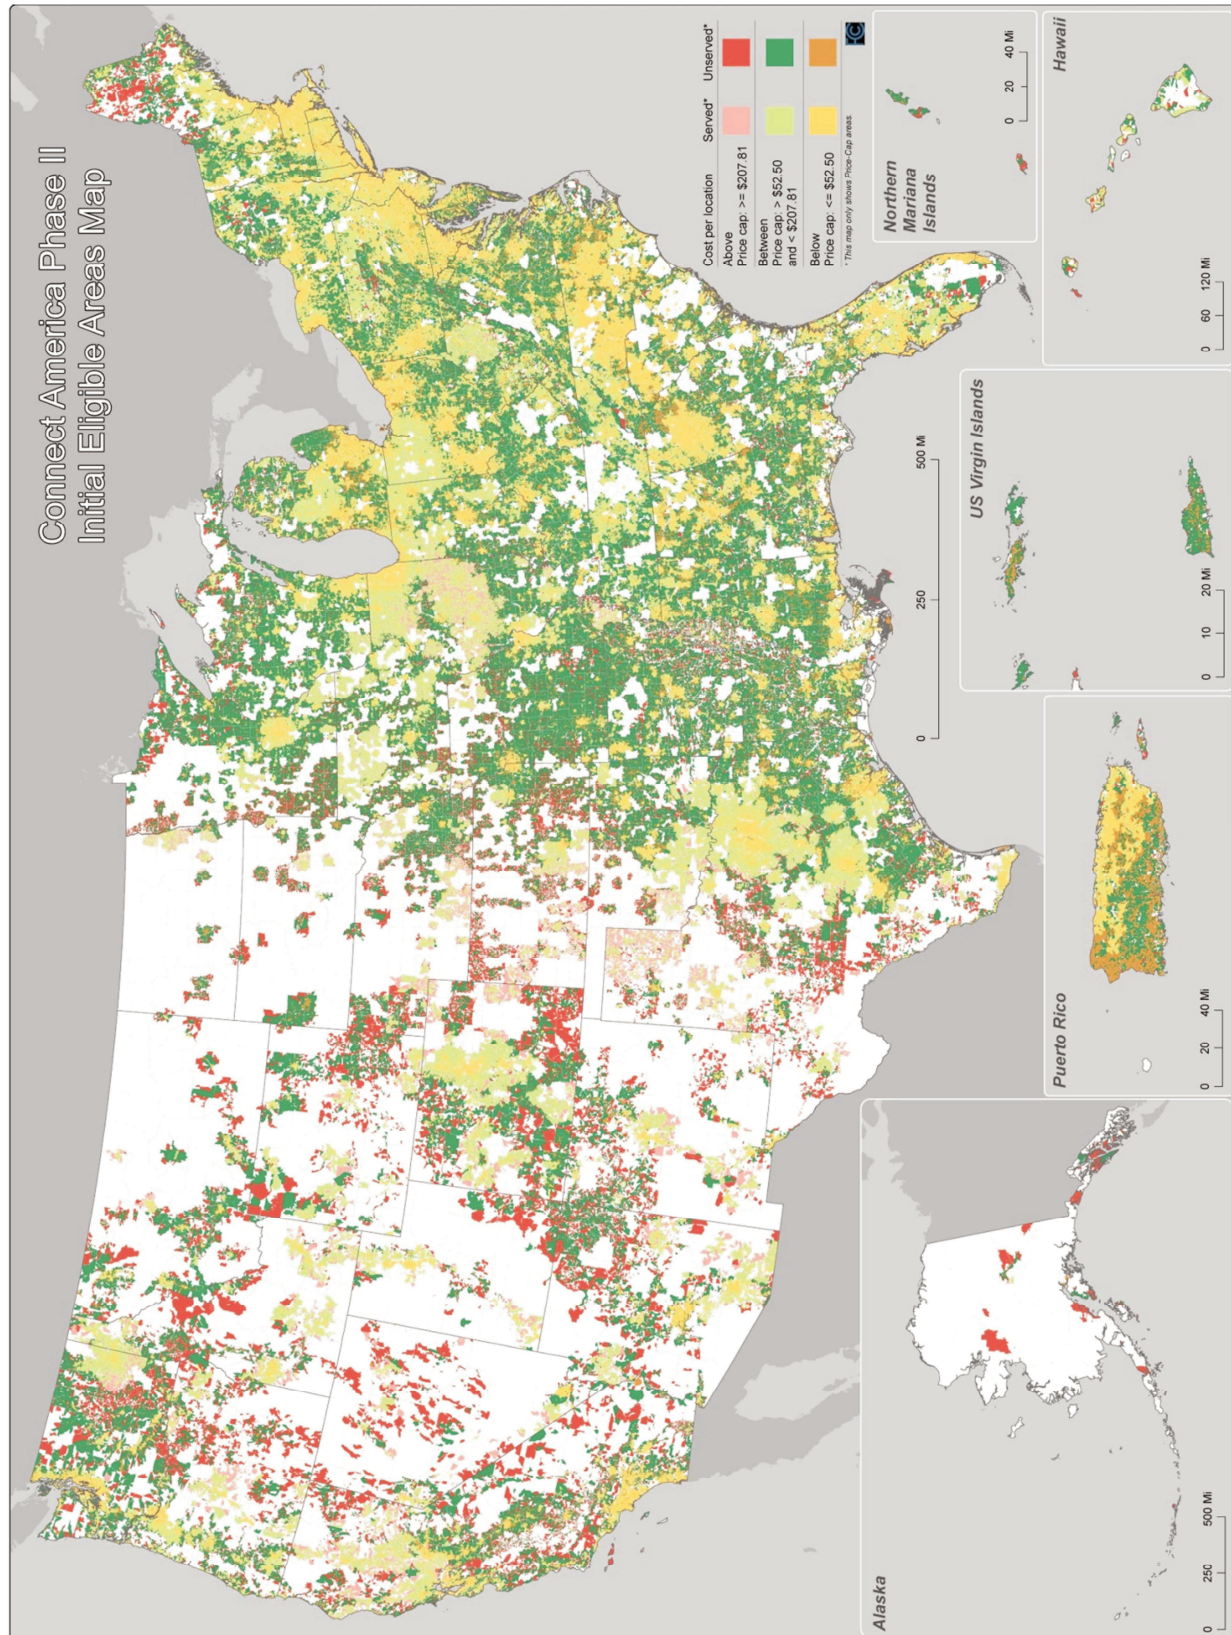 Connect America Phase II
Initial Eligible Areas Map
Cost per location Served* Unserved*
Above
Price cap: >= $207.81
Between
Price cap: > $52.50
and < $207.81
Below
Price cap: <= $52.50
* This map only shows Price-Cap areas.
0 250 500 Mi
Alaska
0 250 500 Mi
Puerto Rico
0 20 40 Mi
US Virgin Islands
0 10 20 Mi
Northern
Mariana
Islands
0 20 40 Mi
Hawaii
0 60 120 Mi